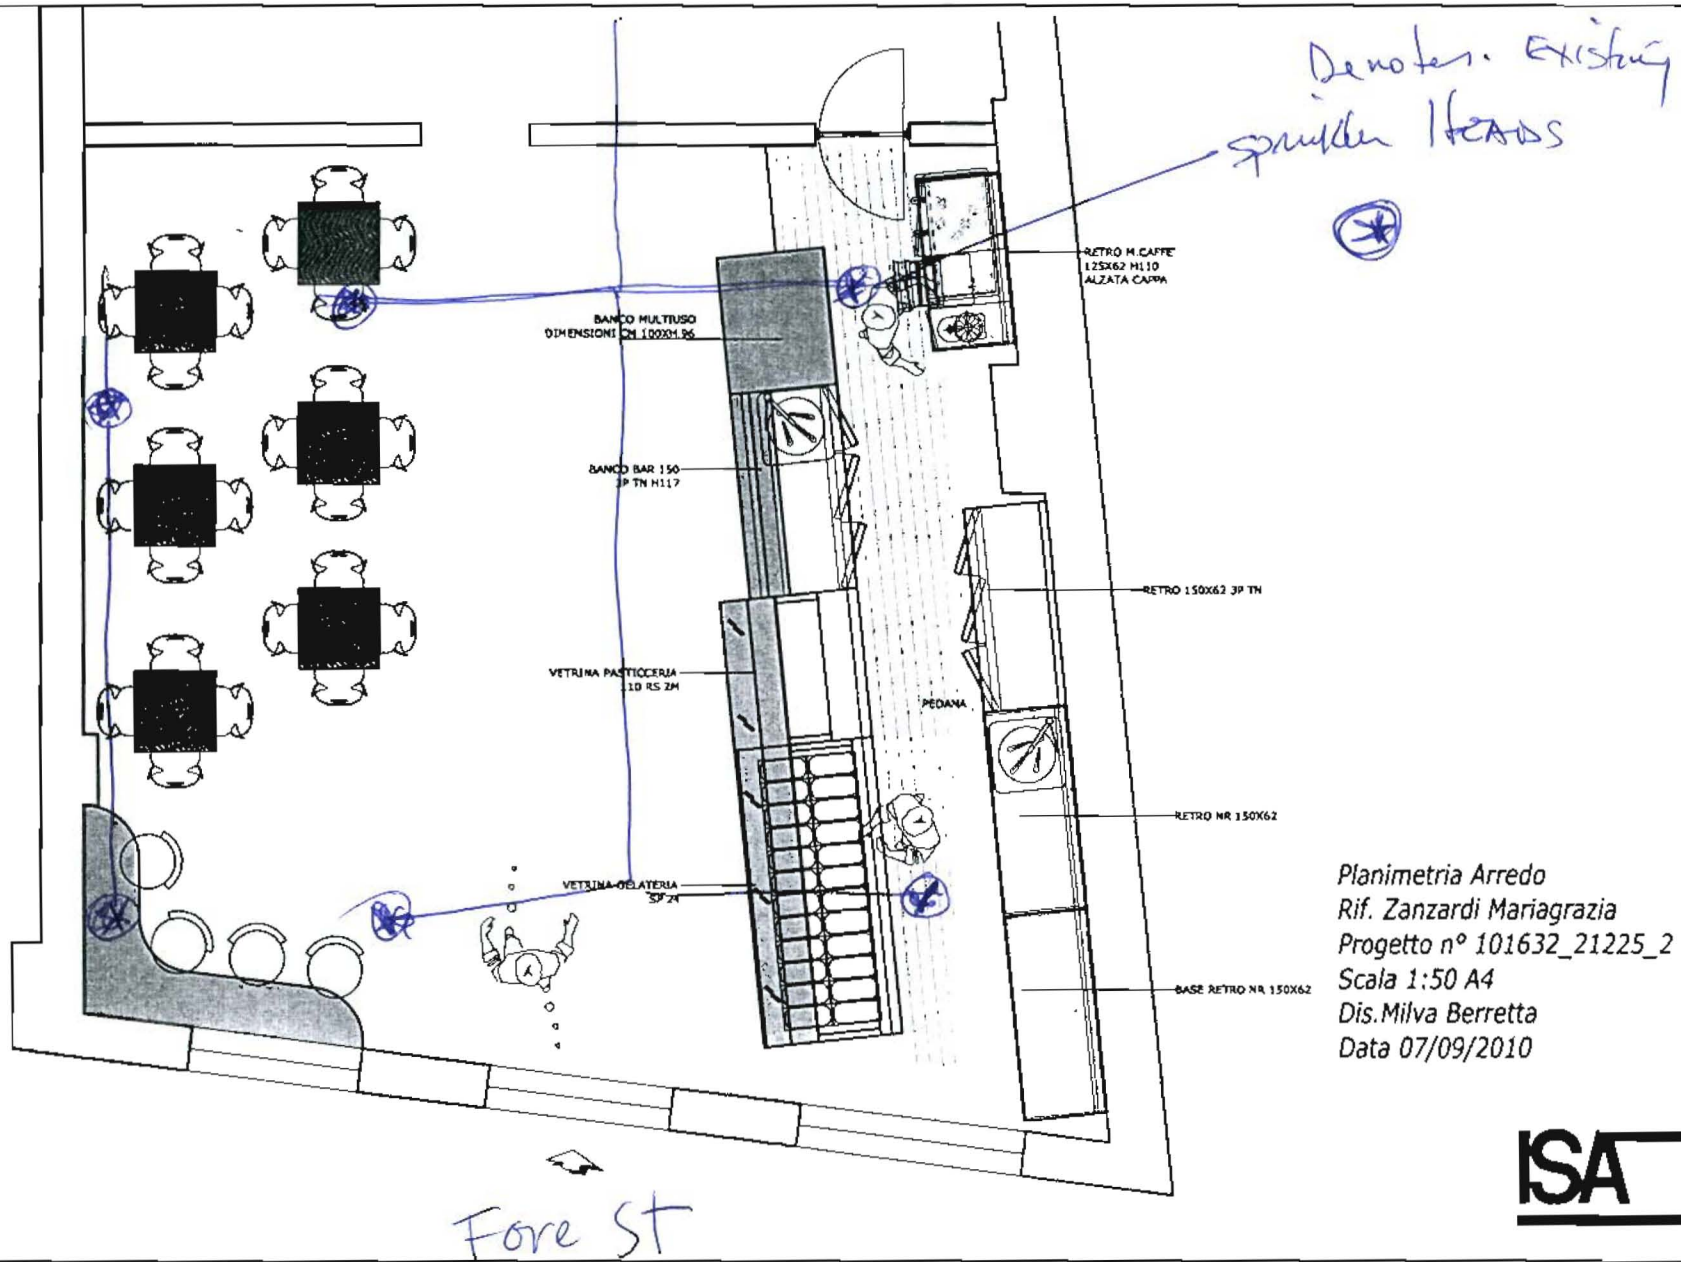 Denotes. Existing
sprinkler HEADS
RETRO M.CAFFE
125X62 H110
ALZATA CAPPA
BANCO MULTIUSO
DIMENSIONI CM 100XH.96
BANCO BAR 150
3P TN H117
RETRO 150X62 3P TN
VETRINA PASTICCERIA
110 RS 2M
PEDANA
RETRO NR 150X62
VETRINA GELATERIA
SP 24
BASE RETRO NR 150X62
Planimetria Arredo
Rif. Zanzardi Mariagrazia
Progetto n° 101632_21225_2
Scala 1:50 A4
Dis.Milva Berretta
Data 07/09/2010
ISA
Fore St